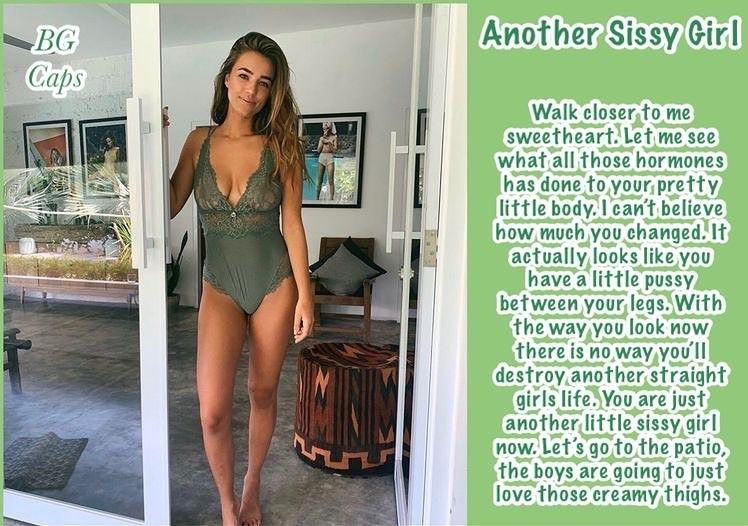 BG
Caps
Another Sissy Girl
Walk closer to me
sweetheart. Let me see
what all those hormones
has done to your pretty
little body. I can't believe
how much you changed. It
actually looks like you
have a little pussy
between your legs. With
the way you look now
there is no way you'll
destroy another straight
girls life. You are just
another little sissy girl
now. Let's go to the patio,
the boys are going to just
love those creamy thighs.